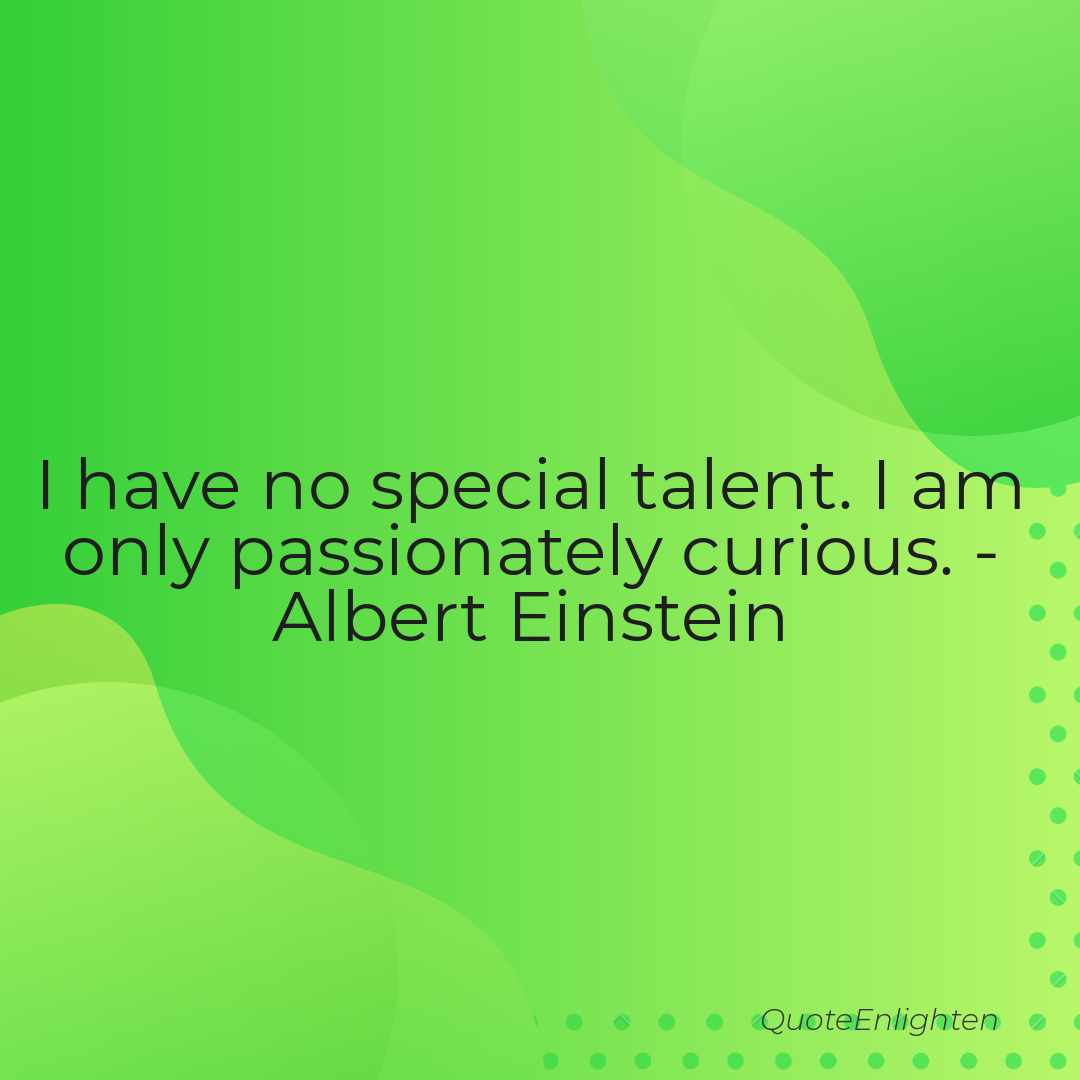 I have no special talent. I am
only passionately curious. -
Albert Einstein
QuoteEnlighten